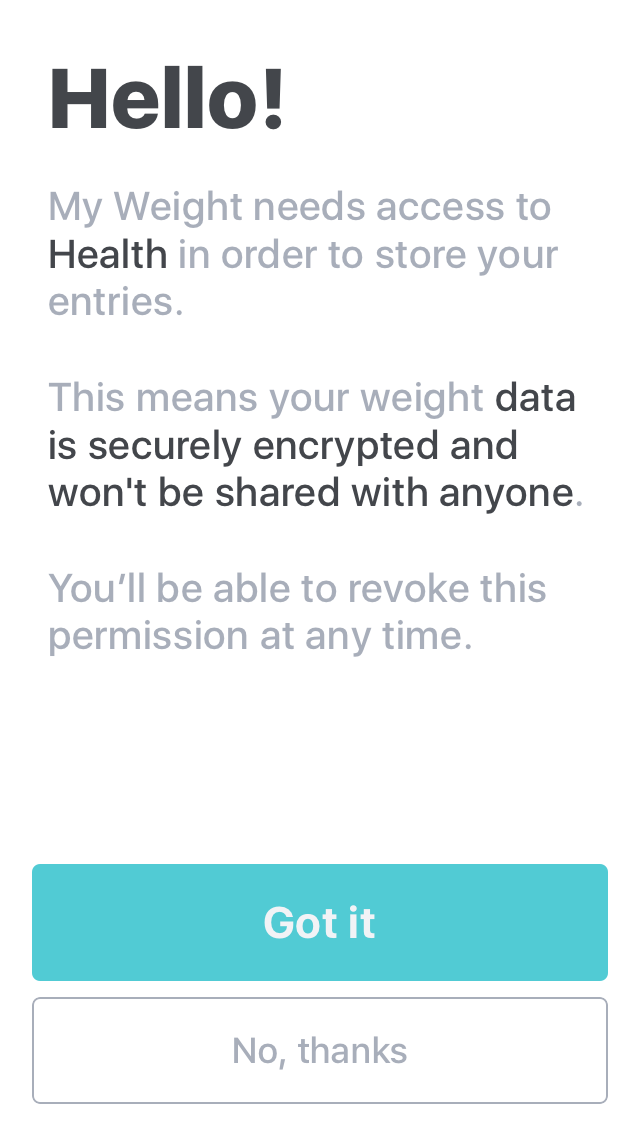 Hello!
My Weight needs access to
Health in order to store your
entries.
This means your weight data
is securely encrypted and
won't be shared with anyone.
You’ll be able to revoke this
permission at any time.
Got it
No, thanks